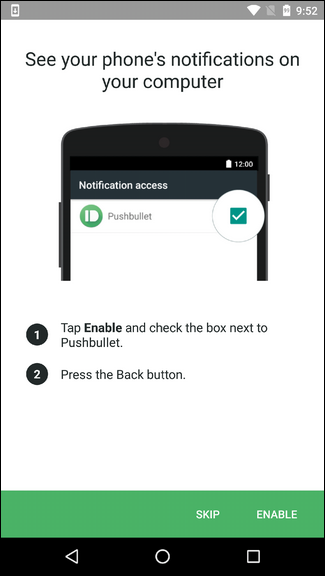 9:52
See your phone's notifications on
your computer
12:00
Notification access
Pushbullet
1 Tap Enable and check the box next to
Pushbullet.
2 Press the Back button.
SKIP ENABLE